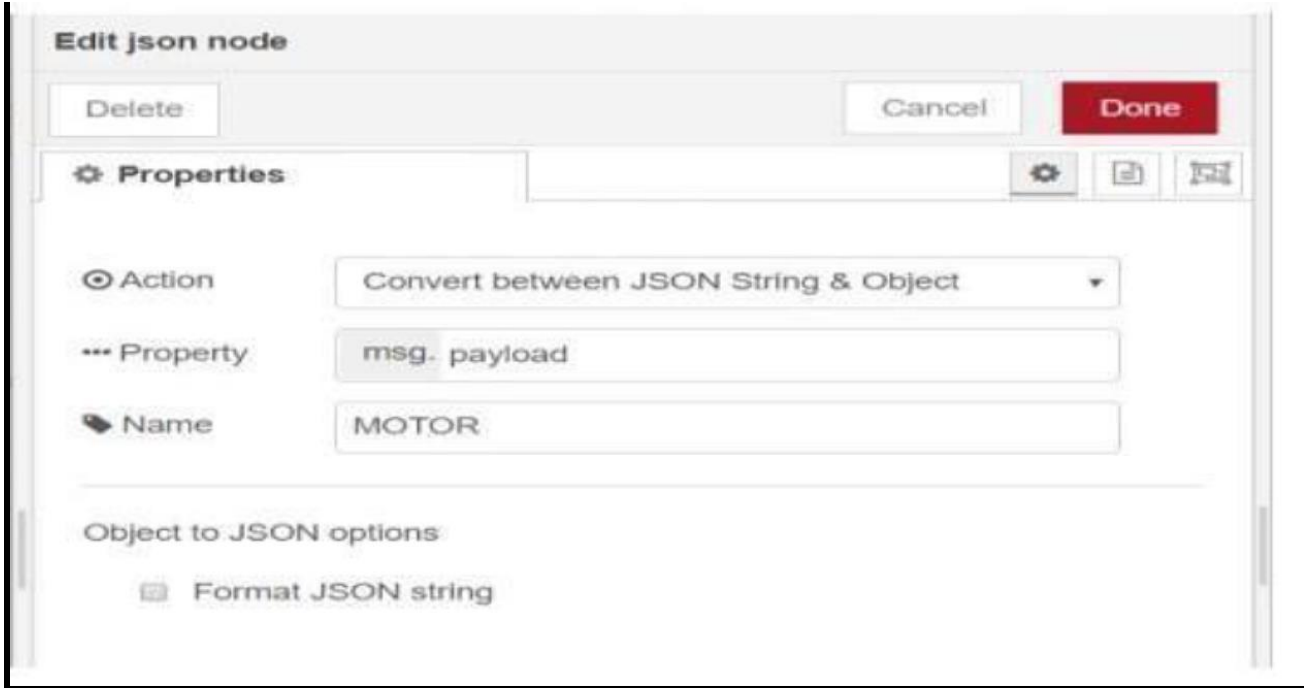 Edit json node
Delete Cancel Done
Properties
Action Convert between JSON String & Object
Property msg. payload
Name MOTOR
Object to JSON options
Format JSON string